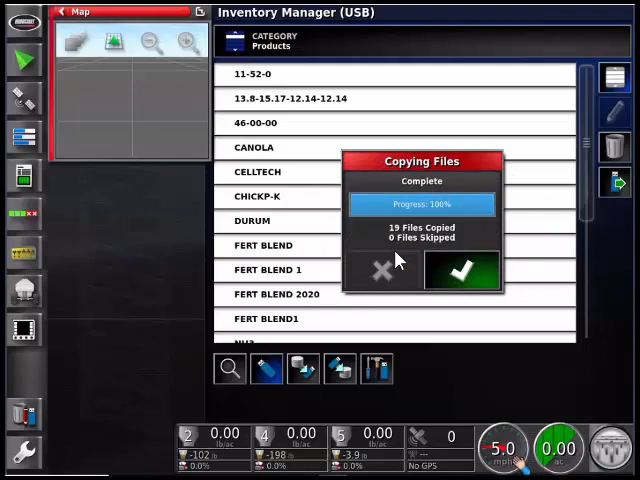 Map
Inventory Manager (USB)
CATEGORY
Products
11-52-0
13.8-15.17-12.14-12.14
46-00-00
CANOLA
CELLTECH
CHICKP-K
DURUM
FERT BLEND
FERT BLEND 1
FERT BLEND 2020
FERT BLEND1
NH3
Copying Files
Complete
Progress: 100%
19 Files Copied
0 Files Skipped
2 0.00 lb/ac
-102 lb
0.0%
4 0.00 lb/ac
-198 lb
0.0%
5 0.00 lb/ac
-3.9 lb
0.0%
--- 0
No GPS
5.0
mph
0.00
ac